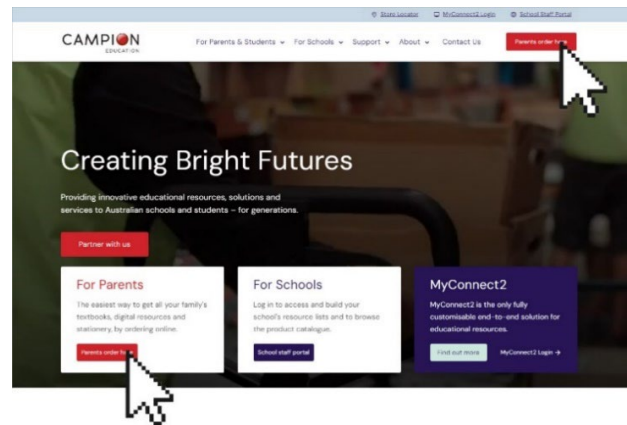 Store Locator MyConnect2 Login School Staff Portal
CAMPION
EDUCATION
For Parents & Students For Schools Support About Contact Us Parents order
Creating Bright Futures
Providing innovative educational resources, solutions and
services to Australian schools and students – for generations.
Partner with us
For Parents
The easiest way to get all your family's
textbooks, digital resources and
stationery, by ordering online.
Parents order
For Schools
Log in to access and build your
school's resource lists and to browse
the product catalogue.
School staff portal
MyConnect2
MyConnect2 is the only fully
customisable end-to-end solution for
educational resources.
Find out more MyConnect2 Login →